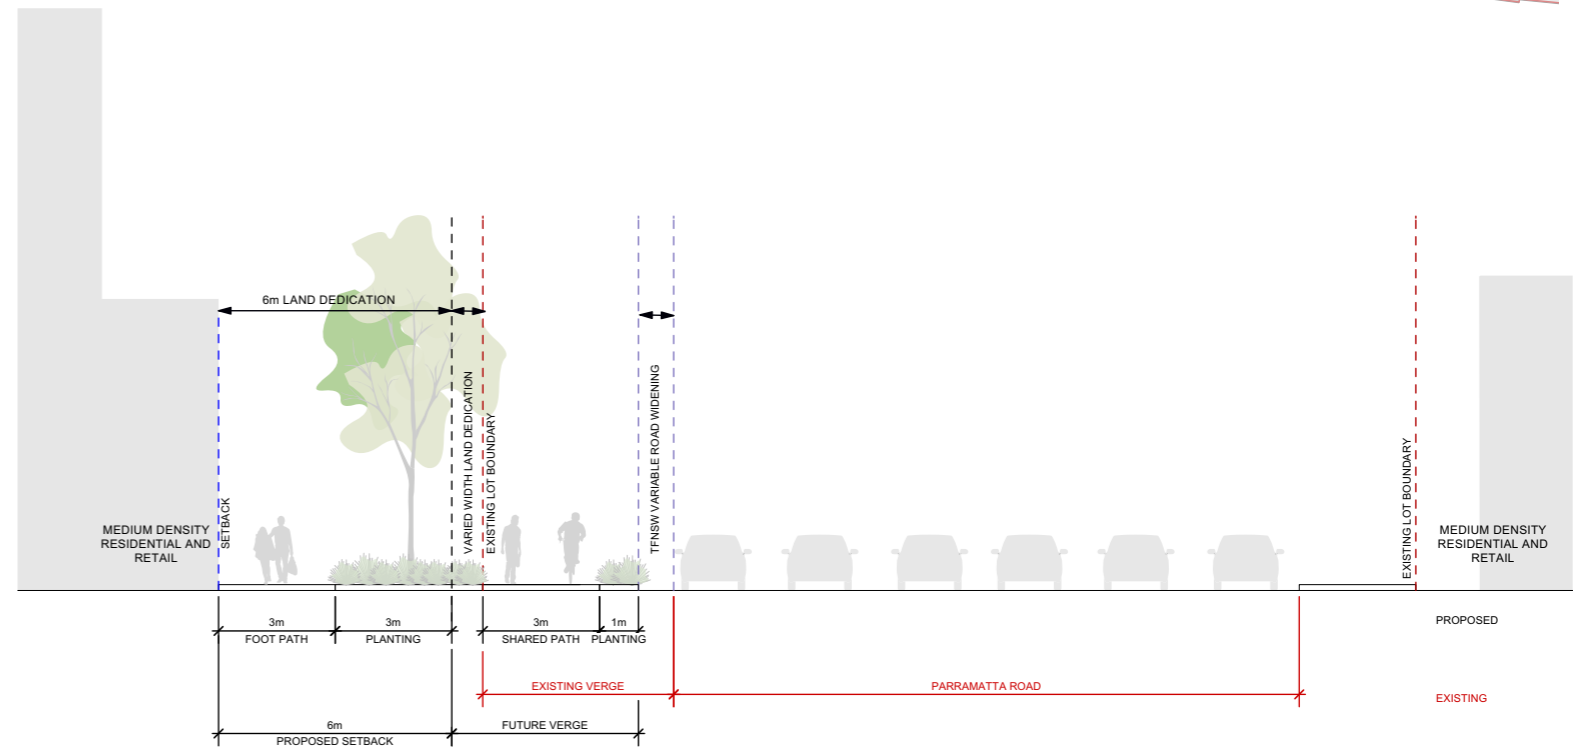 6m LAND DEDICATION
SETBACK
VARIED WIDTH LAND DEDICATION
EXISTING LOT BOUNDARY
TFNSW VARIABLE ROAD WIDENING
EXISTING LOT BOUNDARY
MEDIUM DENSITY
RESIDENTIAL AND
RETAIL
MEDIUM DENSITY
RESIDENTIAL AND
RETAIL
3m
FOOT PATH
3m
PLANTING
3m
SHARED PATH
1m
PLANTING
PROPOSED
EXISTING VERGE
PARRAMATTA ROAD
EXISTING
6m
PROPOSED SETBACK
FUTURE VERGE